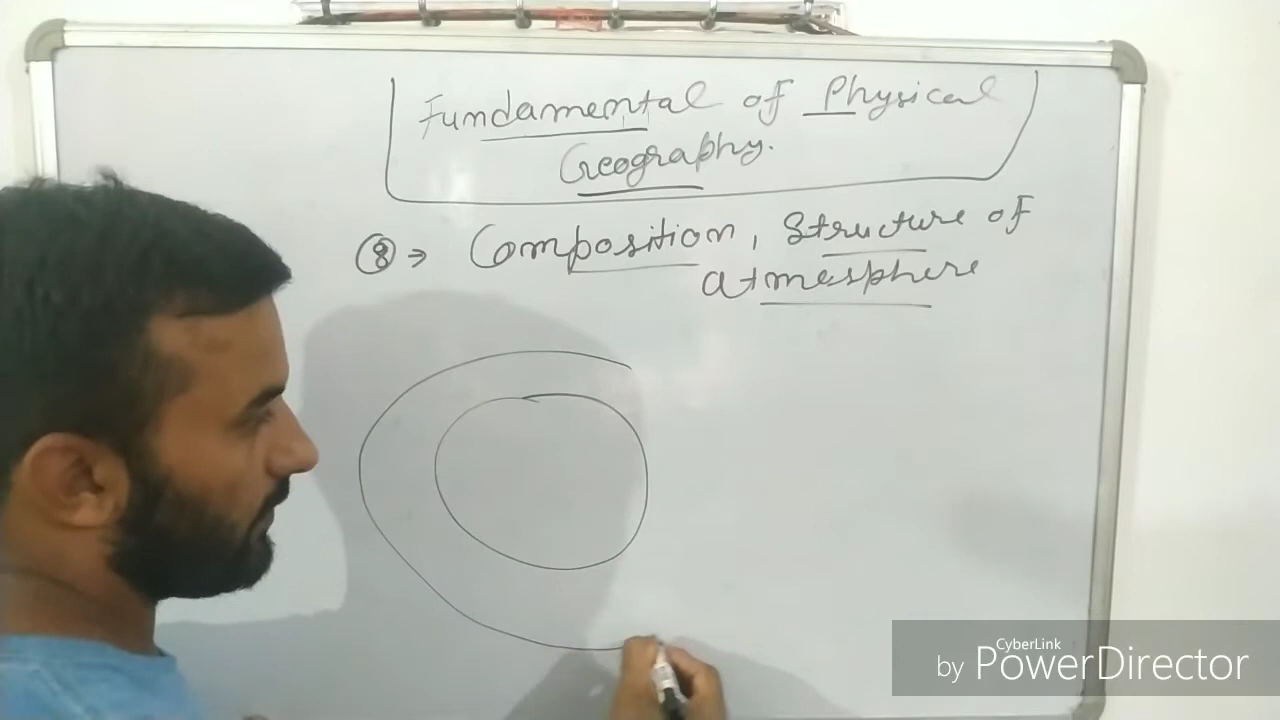 Fundamental of Physical
Geography.
⑧ → Composition, Structure of
atmosphere
CyberLink
by PowerDirector